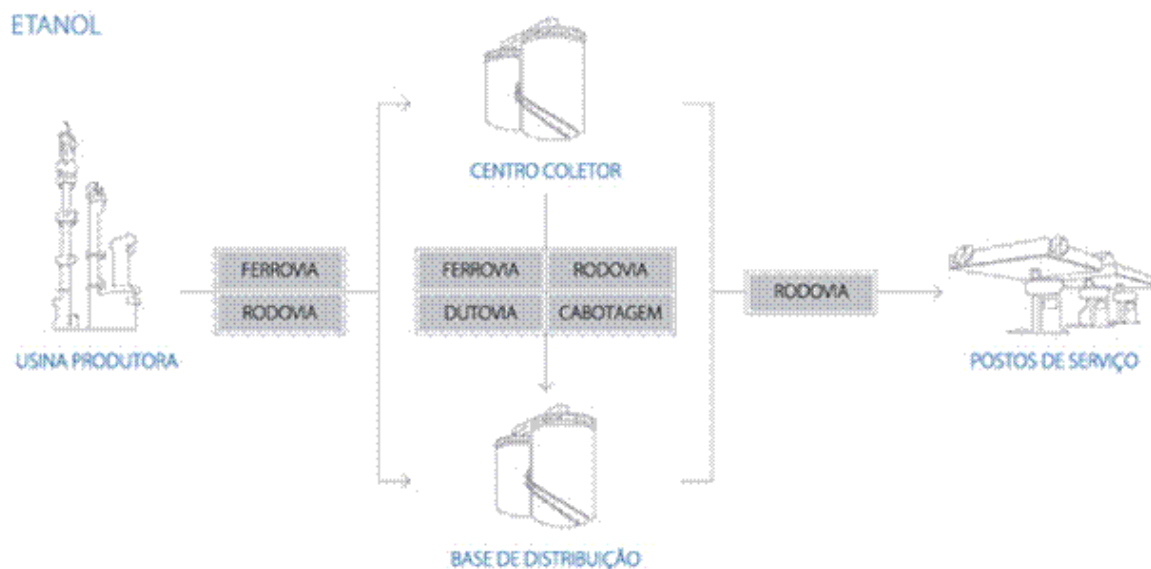 ETANOL
CENTRO COLETOR
FERROVIA
RODOVIA
FERROVIA
RODOVIA
DUTOVIA
CABOTAGEM
RODOVIA
USINA PRODUTORA
POSTOS DE SERVIÇO
BASE DE DISTRIBUIÇÃO